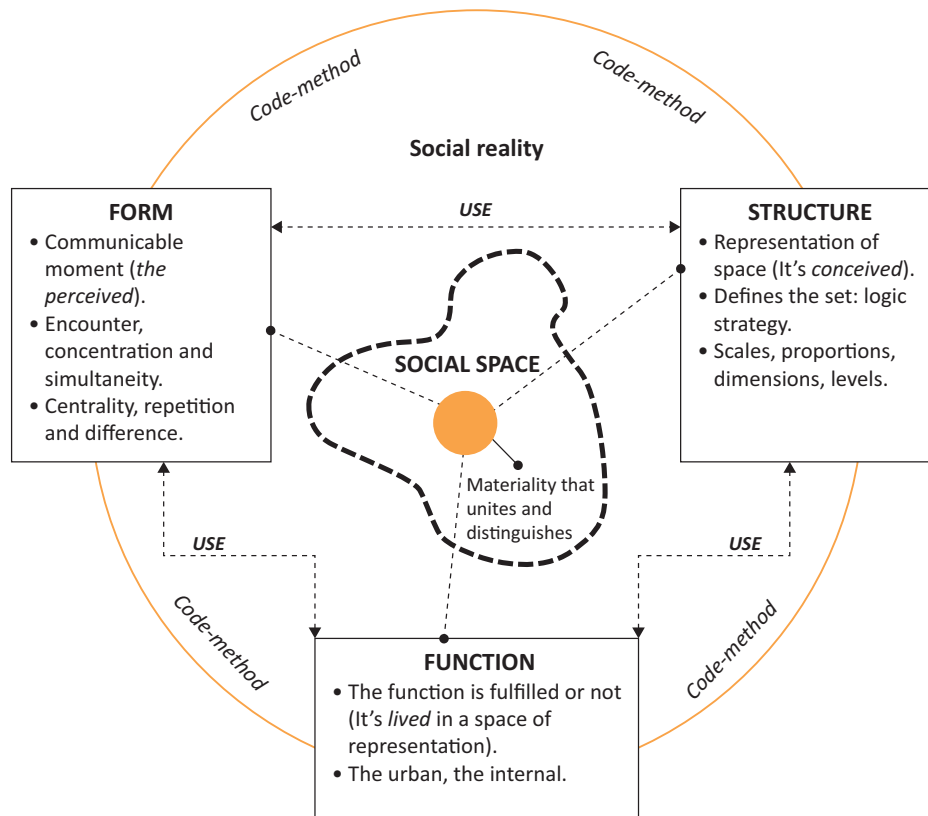 Code-method
Code-method
Social reality
FORM
• Communicable
moment (the
perceived).
• Encounter,
concentration and
simultaneity.
• Centrality, repetition
and difference.
USE
STRUCTURE
• Representation of
space (It's conceived).
• Defines the set: logic
strategy.
• Scales, proportions,
dimensions, levels.
SOCIAL SPACE
Materiality that
unites and
distinguishes
USE
USE
Code-method
Code-method
FUNCTION
• The function is fulfilled or not
(It's lived in a space of
representation).
• The urban, the internal.